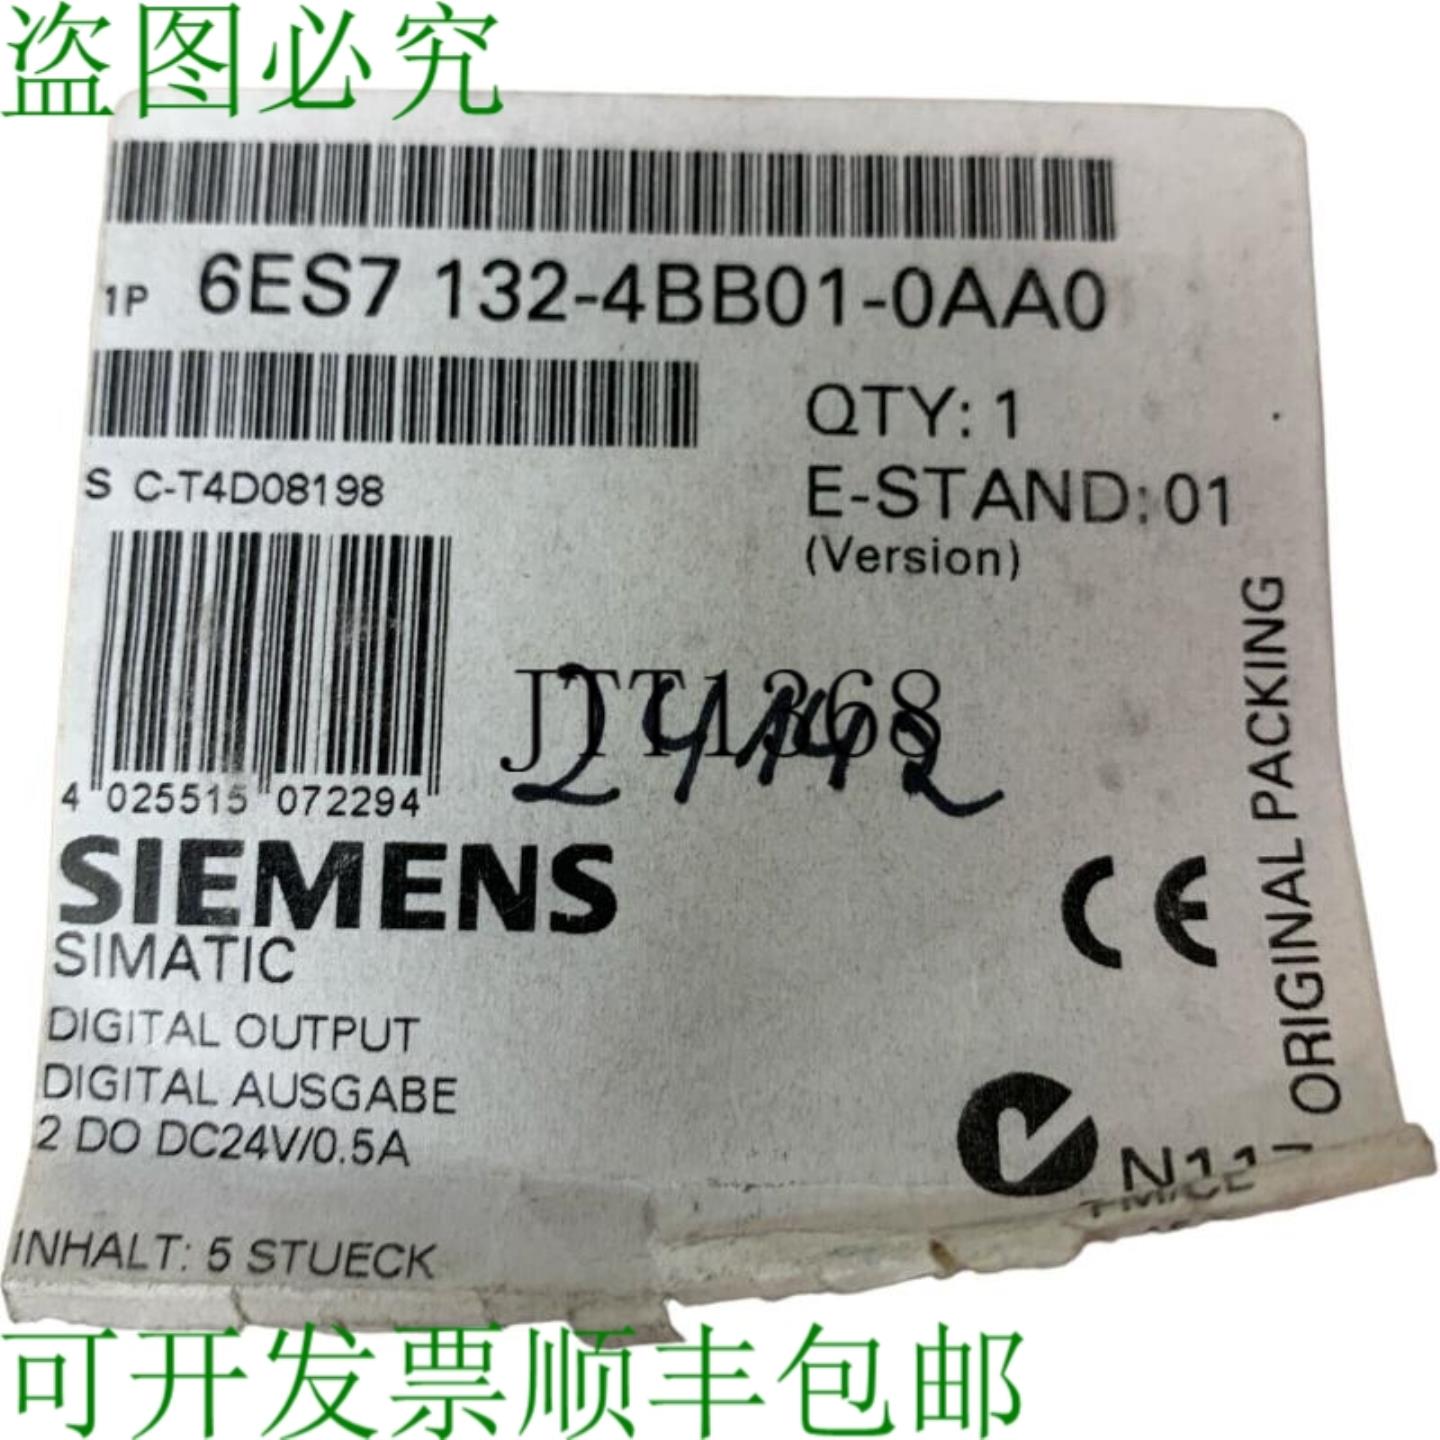 盗图必究
1P 6ES7 132-4BB01-0AA0
QTY: 1
S C-T4D08198
E-STAND: 01
(Version)
JTT1368
4 025515 072294
SIEMENS
SIMATIC
CE
DIGITAL OUTPUT
DIGITAL AUSGABE
2 DO DC24V/0.5A
ORIGINAL PACKING
INHALT: 5 STUECK
可开发票顺丰包邮